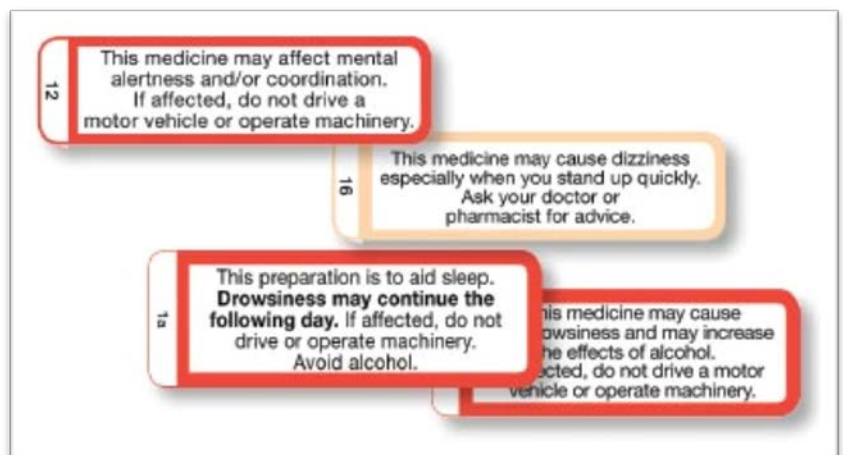 12
This medicine may affect mental
alertness and/or coordination.
If affected, do not drive a
motor vehicle or operate machinery.
16
This medicine may cause dizziness
especially when you stand up quickly.
Ask your doctor or
pharmacist for advice.
1a
This preparation is to aid sleep.
Drowsiness may continue the
following day. If affected, do not
drive or operate machinery.
Avoid alcohol.
medicine may cause
and may increase
effects of alcohol.
do not drive a motor
vehicle or operate machinery.